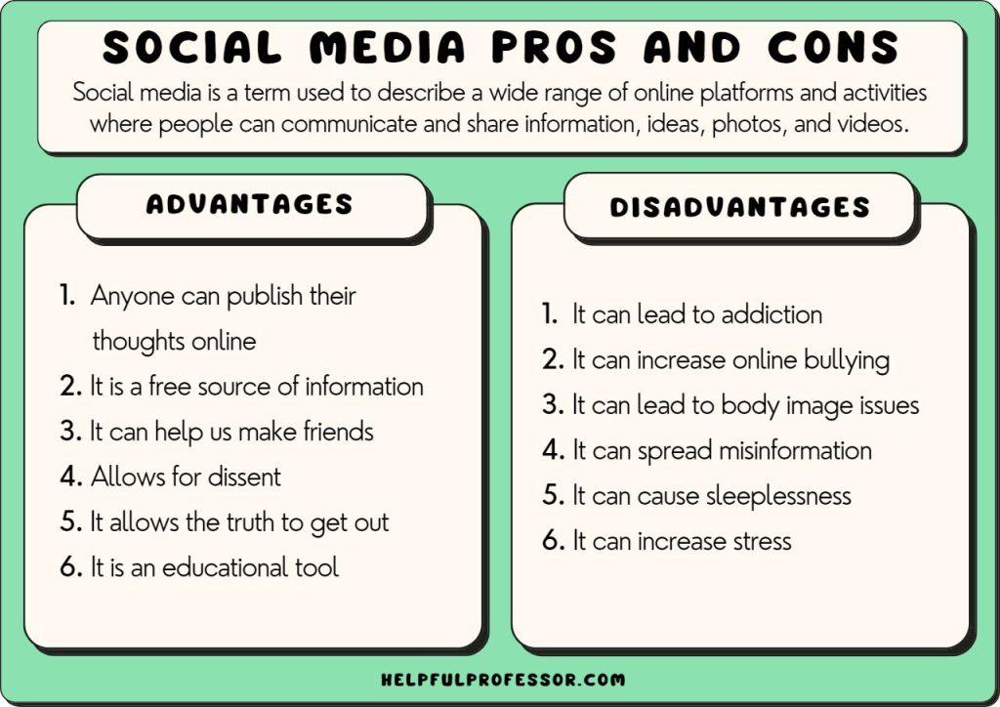 SOCIAL MEDIA PROS AND CONS
Social media is a term used to describe a wide range of online platforms and activities
where people can communicate and share information, ideas, photos, and videos.
ADVANTAGES
1. Anyone can publish their
thoughts online
2. It is a free source of information
3. It can help us make friends
4. Allows for dissent
5. It allows the truth to get out
6. It is an educational tool
DISADVANTAGES
1. It can lead to addiction
2. It can increase online bullying
3. It can lead to body image issues
4. It can spread misinformation
5. It can cause sleeplessness
6. It can increase stress
HELPFULPROFESSOR.COM